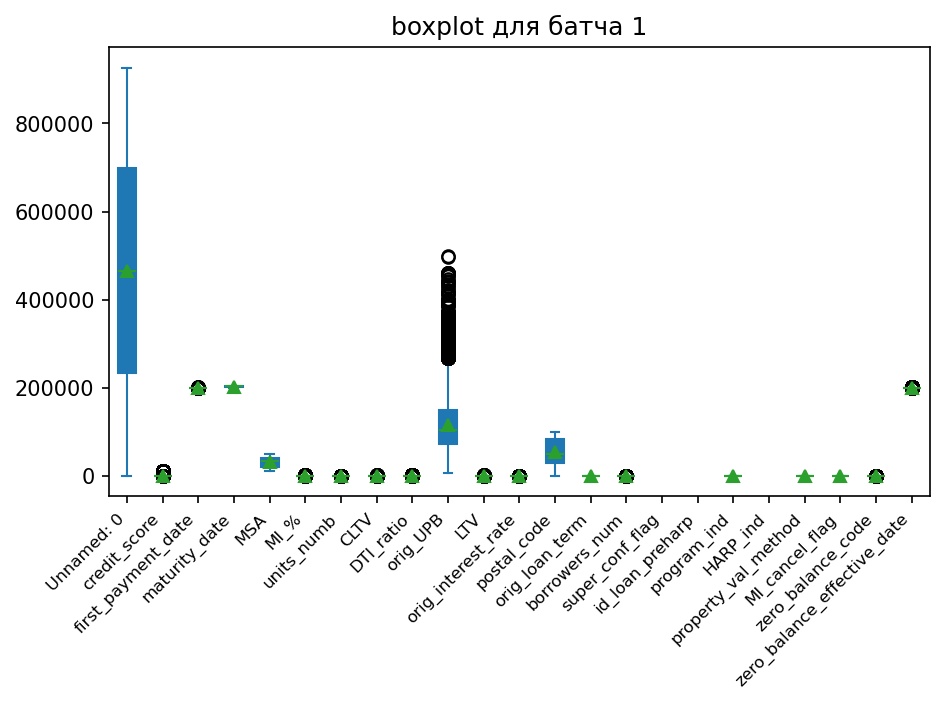 boxplot для батча 1
800000
600000
400000
200000
0
Unnamed: 0
credit_score
first_payment_date
maturity_date
MSA
MI_%
units_numb
CLTV
DTI_ratio
orig_UPB
LTV
orig_interest_rate
postal_code
orig_loan_term
borrowers_num
super_conf_flag
id_loan_preharp
program_ind
HARP_ind
property_val_method
MI_cancel_flag
zero_balance_code
zero_balance_effective_date